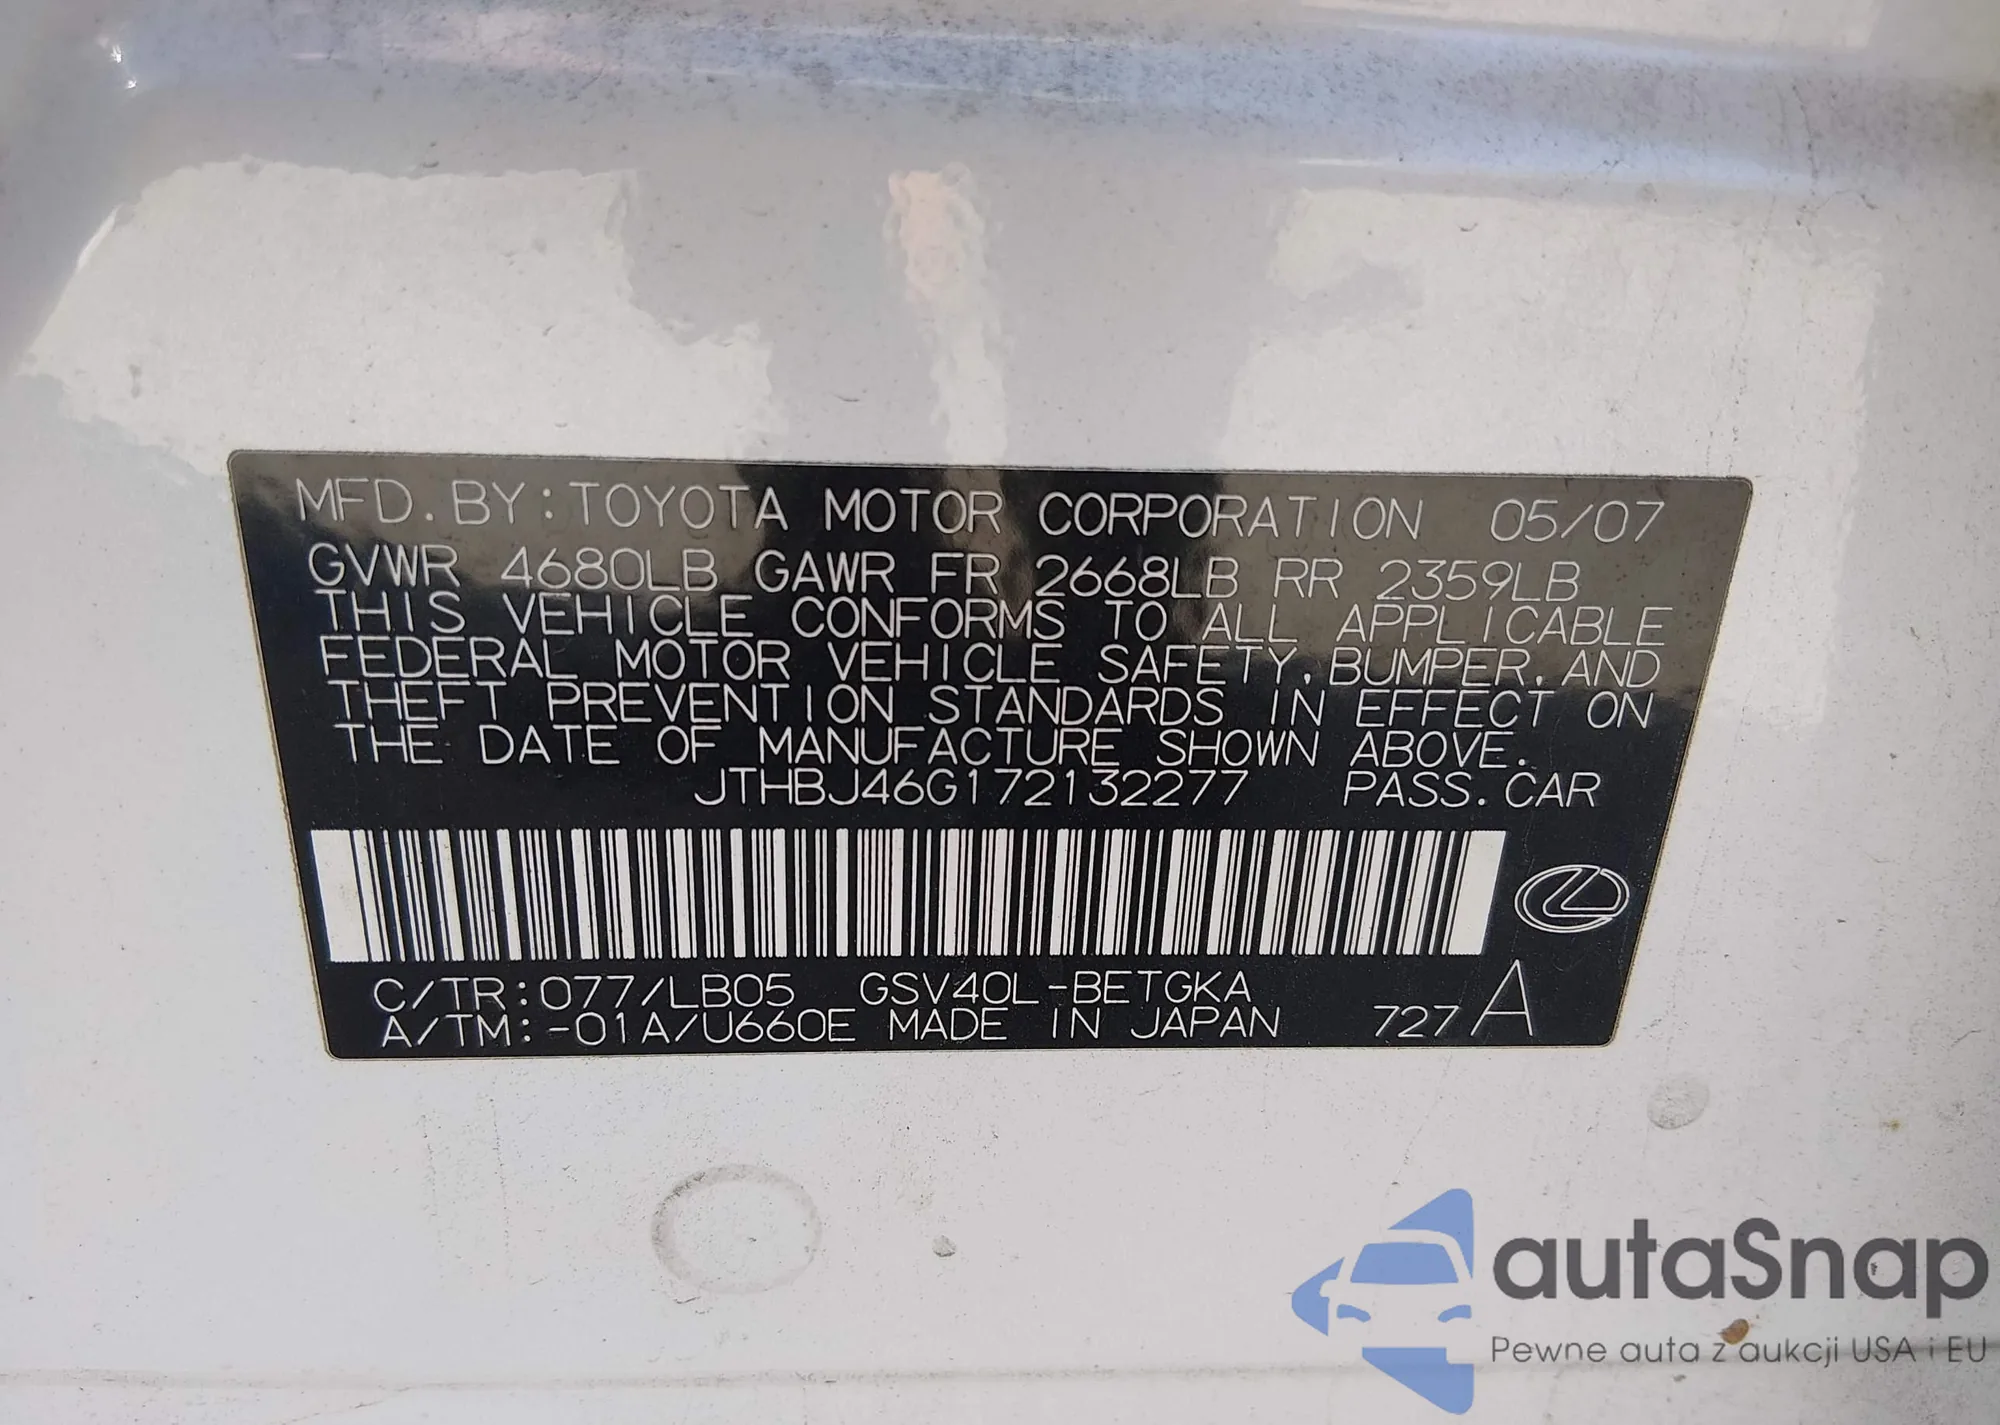 MFD. BY: TOYOTA MOTOR CORPORATION 05/07
GVWR 4680LB GAWR FR 2668LB RR 2359LB
THIS VEHICLE CONFORMS TO ALL APPLICABLE
FEDERAL MOTOR VEHICLE SAFETY, BUMPER, AND
THEFT PREVENTION STANDARDS IN EFFECT ON
THE DATE OF MANUFACTURE SHOWN ABOVE.
JTHBJ46G172132277 PASS. CAR
C/TR: 077/LB05 GSV40L-BETGKA
A/TM: -01A/U660E MADE IN JAPAN 727 A
autaSnap
Pewne auta z aukcji USA i EU